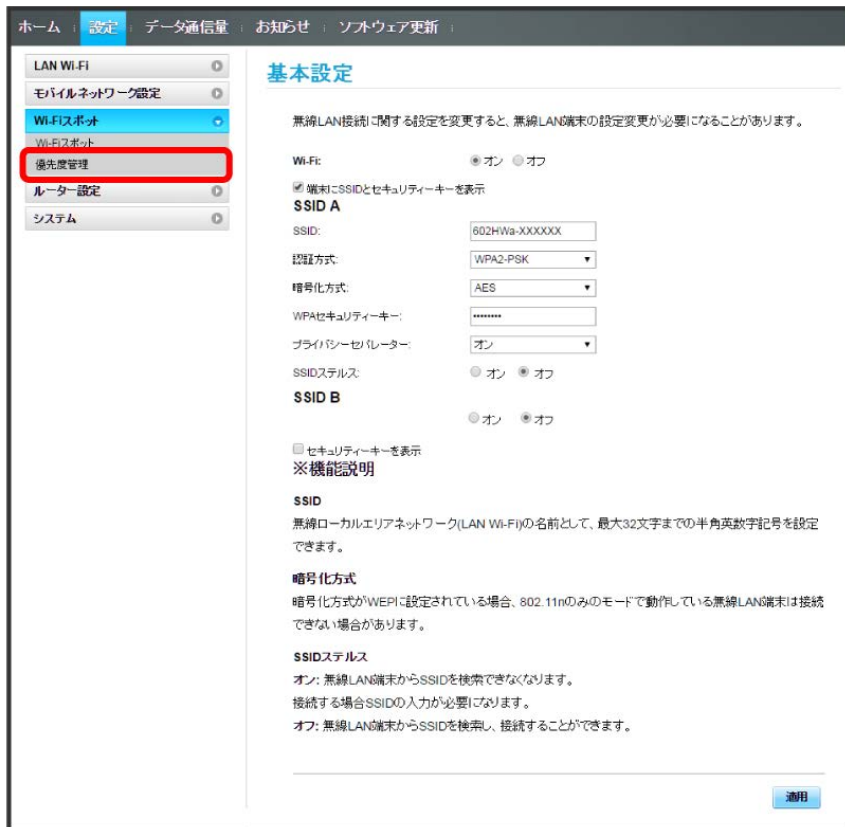 ホーム 設定 データ通信量 お知らせ ソフトウェア更新
LAN Wi-Fi
モバイルネットワーク設定
Wi-Fiスポット
Wi-Fiスポット
優先度管理
ルーター設定
システム
基本設定
無線LAN接続に関する設定を変更すると、無線LAN端末の設定変更が必要になることがあります。
Wi-Fi: オン オフ
端末にSSIDとセキュリティーキーを表示
SSID A
SSID: 602HWa-XXXXXX
認証方式: WPA2-PSK
暗号化方式: AES
WPAセキュリティーキー: ••••••••
プライバシーセパレーター: オン
SSIDステルス: オン オフ
SSID B
オン オフ
セキュリティーキーを表示
※機能説明
SSID
無線ローカルエリアネットワーク(LAN Wi-Fi)の名前として、最大32文字までの半角英数字記号を設定
できます。
暗号化方式
暗号化方式がWEPに設定されている場合、802.11nのみのモードで動作している無線LAN端末は接続
できない場合があります。
SSIDステルス
オン: 無線LAN端末からSSIDを検索できなくなります。
接続する場合SSIDの入力が必要になります。
オフ: 無線LAN端末からSSIDを検索し、接続することができます。
適用